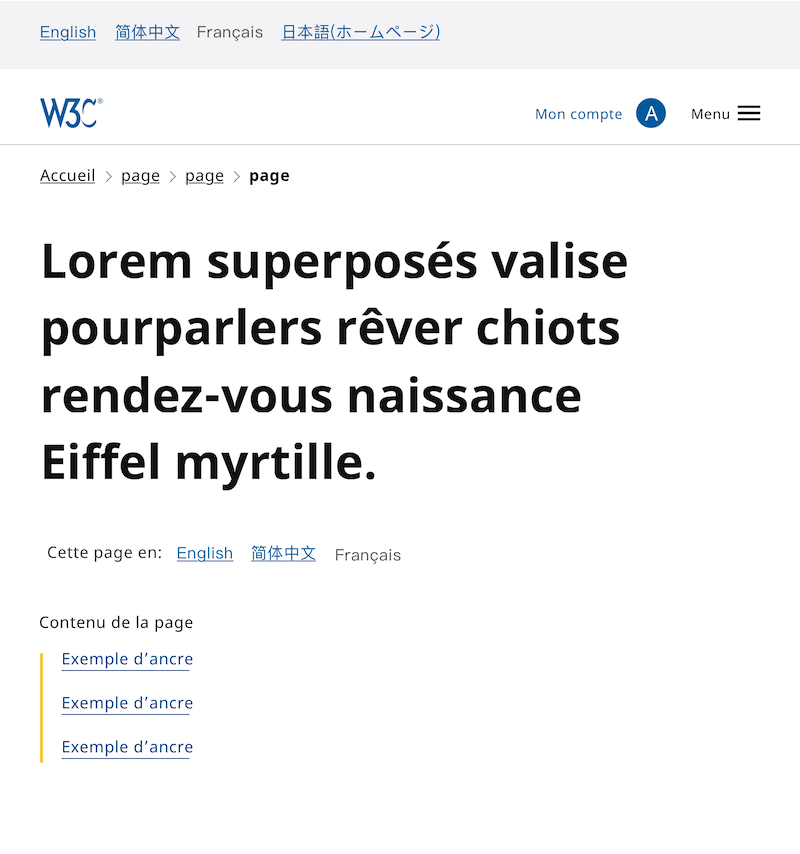 English 简体中文 Français 日本語(ホームページ)
W3C® Mon compte A Menu
Accueil page page page
Lorem superposés valise
pourparlers rêver chiots
rendez-vous naissance
Eiffel myrtille.
Cette page en: English 简体中文 Français
Contenu de la page
Exemple d’ancre
Exemple d’ancre
Exemple d’ancre